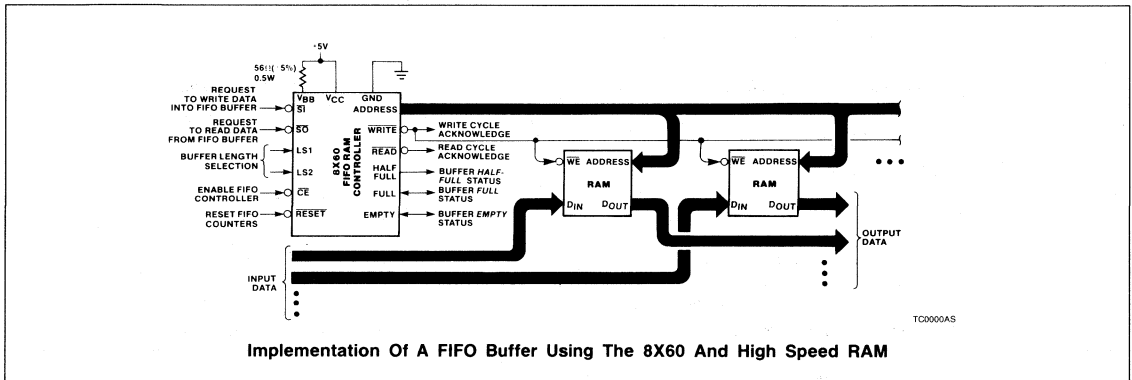 +5V
56Ω(±5%)
0.5W
REQUEST
TO WRITE DATA
INTO FIFO BUFFER
REQUEST
TO READ DATA
FROM FIFO BUFFER
BUFFER LENGTH
SELECTION
ENABLE FIFO
CONTROLLER
RESET FIFO
COUNTERS
VBB VCC GND
SI ADDRESS
SO WRITE
LS1 READ
LS2 HALF
FULL
CE FULL
RESET EMPTY
8X60
FIFO RAM
CONTROLLER
WRITE CYCLE
ACKNOWLEDGE
READ CYCLE
ACKNOWLEDGE
BUFFER HALF-
FULL STATUS
BUFFER FULL
STATUS
BUFFER EMPTY
STATUS
WE ADDRESS
RAM
DIN DOUT
WE ADDRESS
RAM
DIN DOUT
INPUT
DATA
OUTPUT
DATA
TC0000AS
Implementation Of A FIFO Buffer Using The 8X60 And High Speed RAM